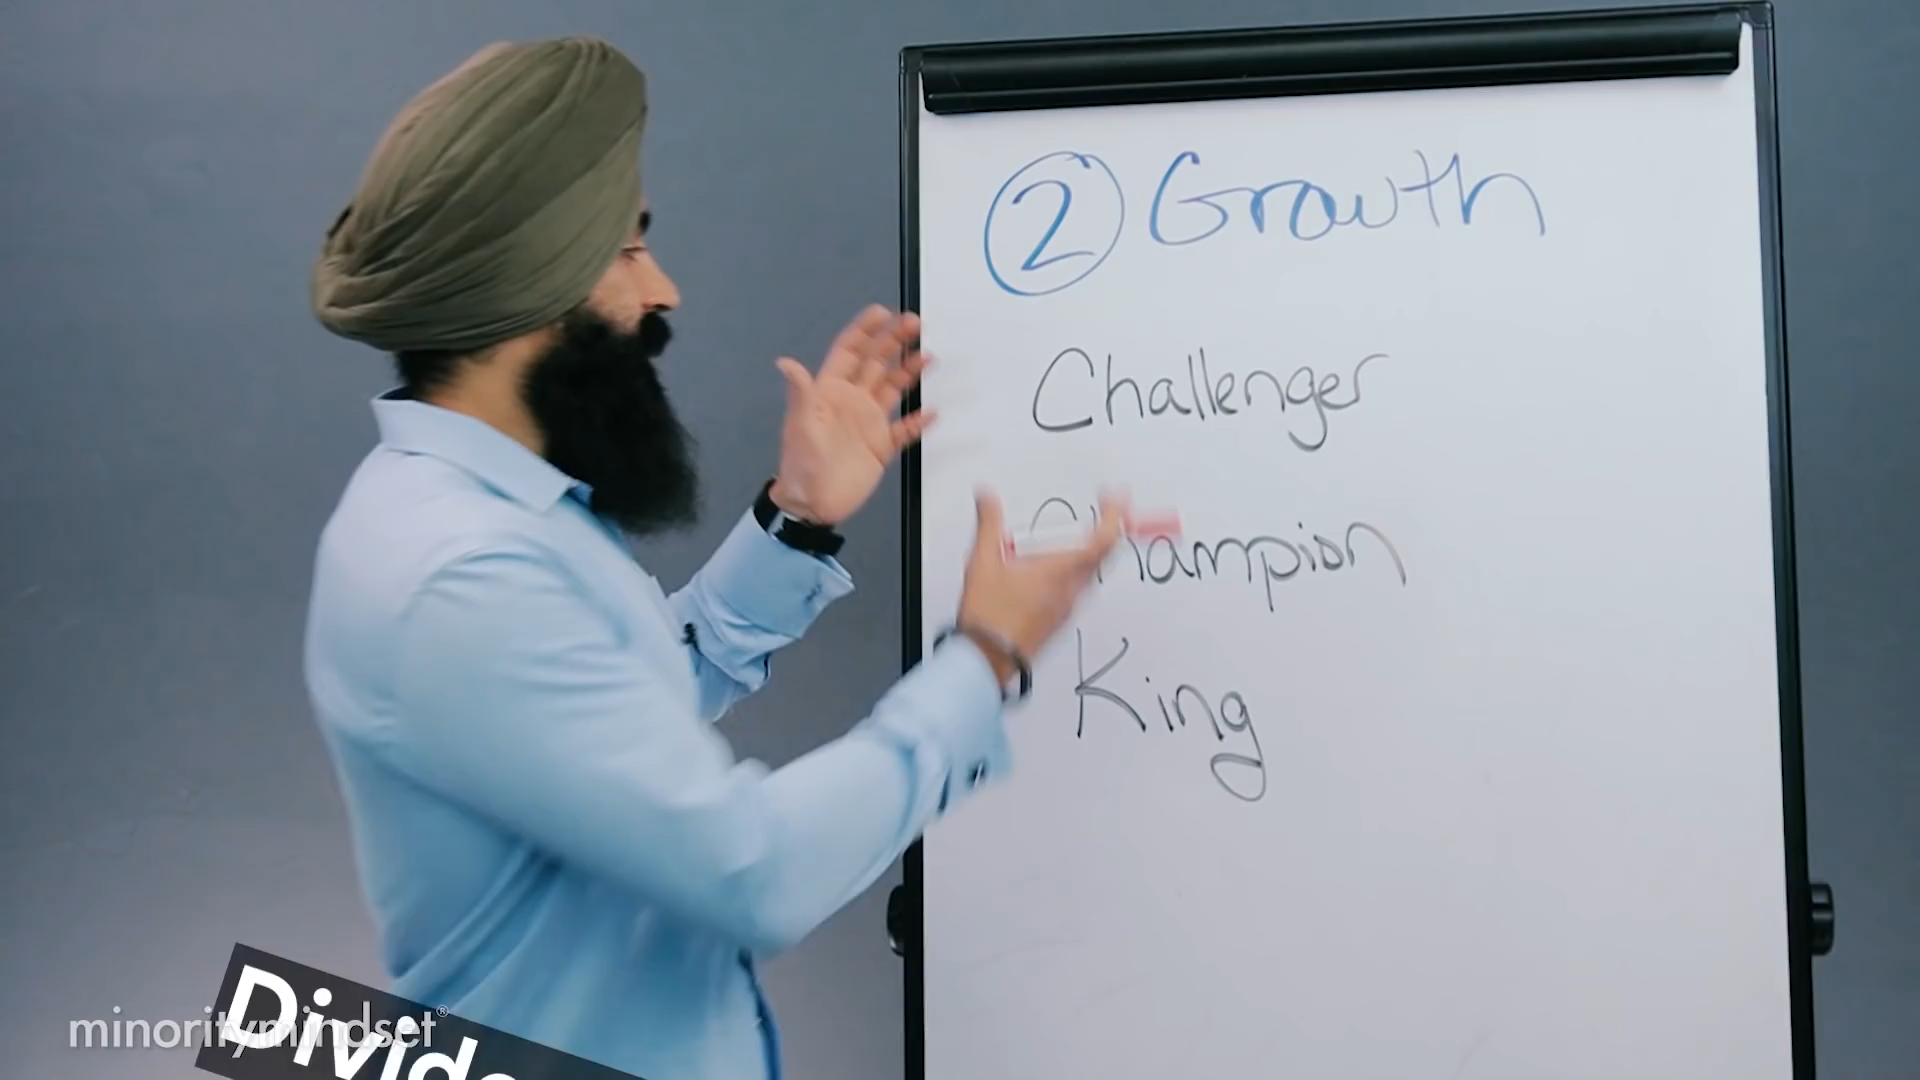 ② Growth
Challenger
Champion
King
minoritymindset®